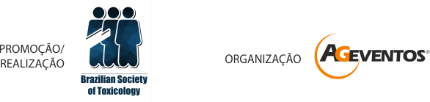 PROMOÇÃO/
REALIZAÇÃO
Brazilian Society
of Toxicology
ORGANIZAÇÃO
AGEVENTOS®